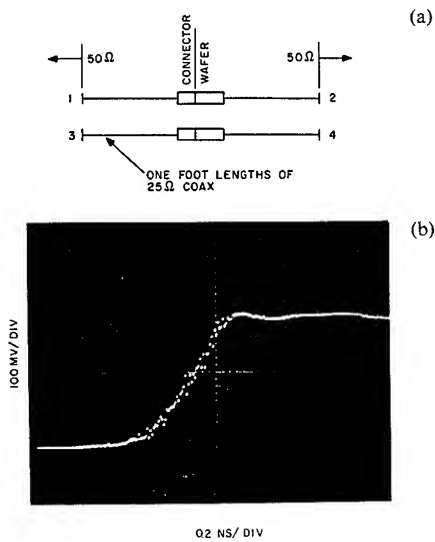 (a)
50Ω
CONNECTOR
WAFER
50Ω
1
2
3
4
ONE FOOT LENGTHS OF
25Ω COAX
(b)
100 MV/DIV
0.2 NS/ DIV